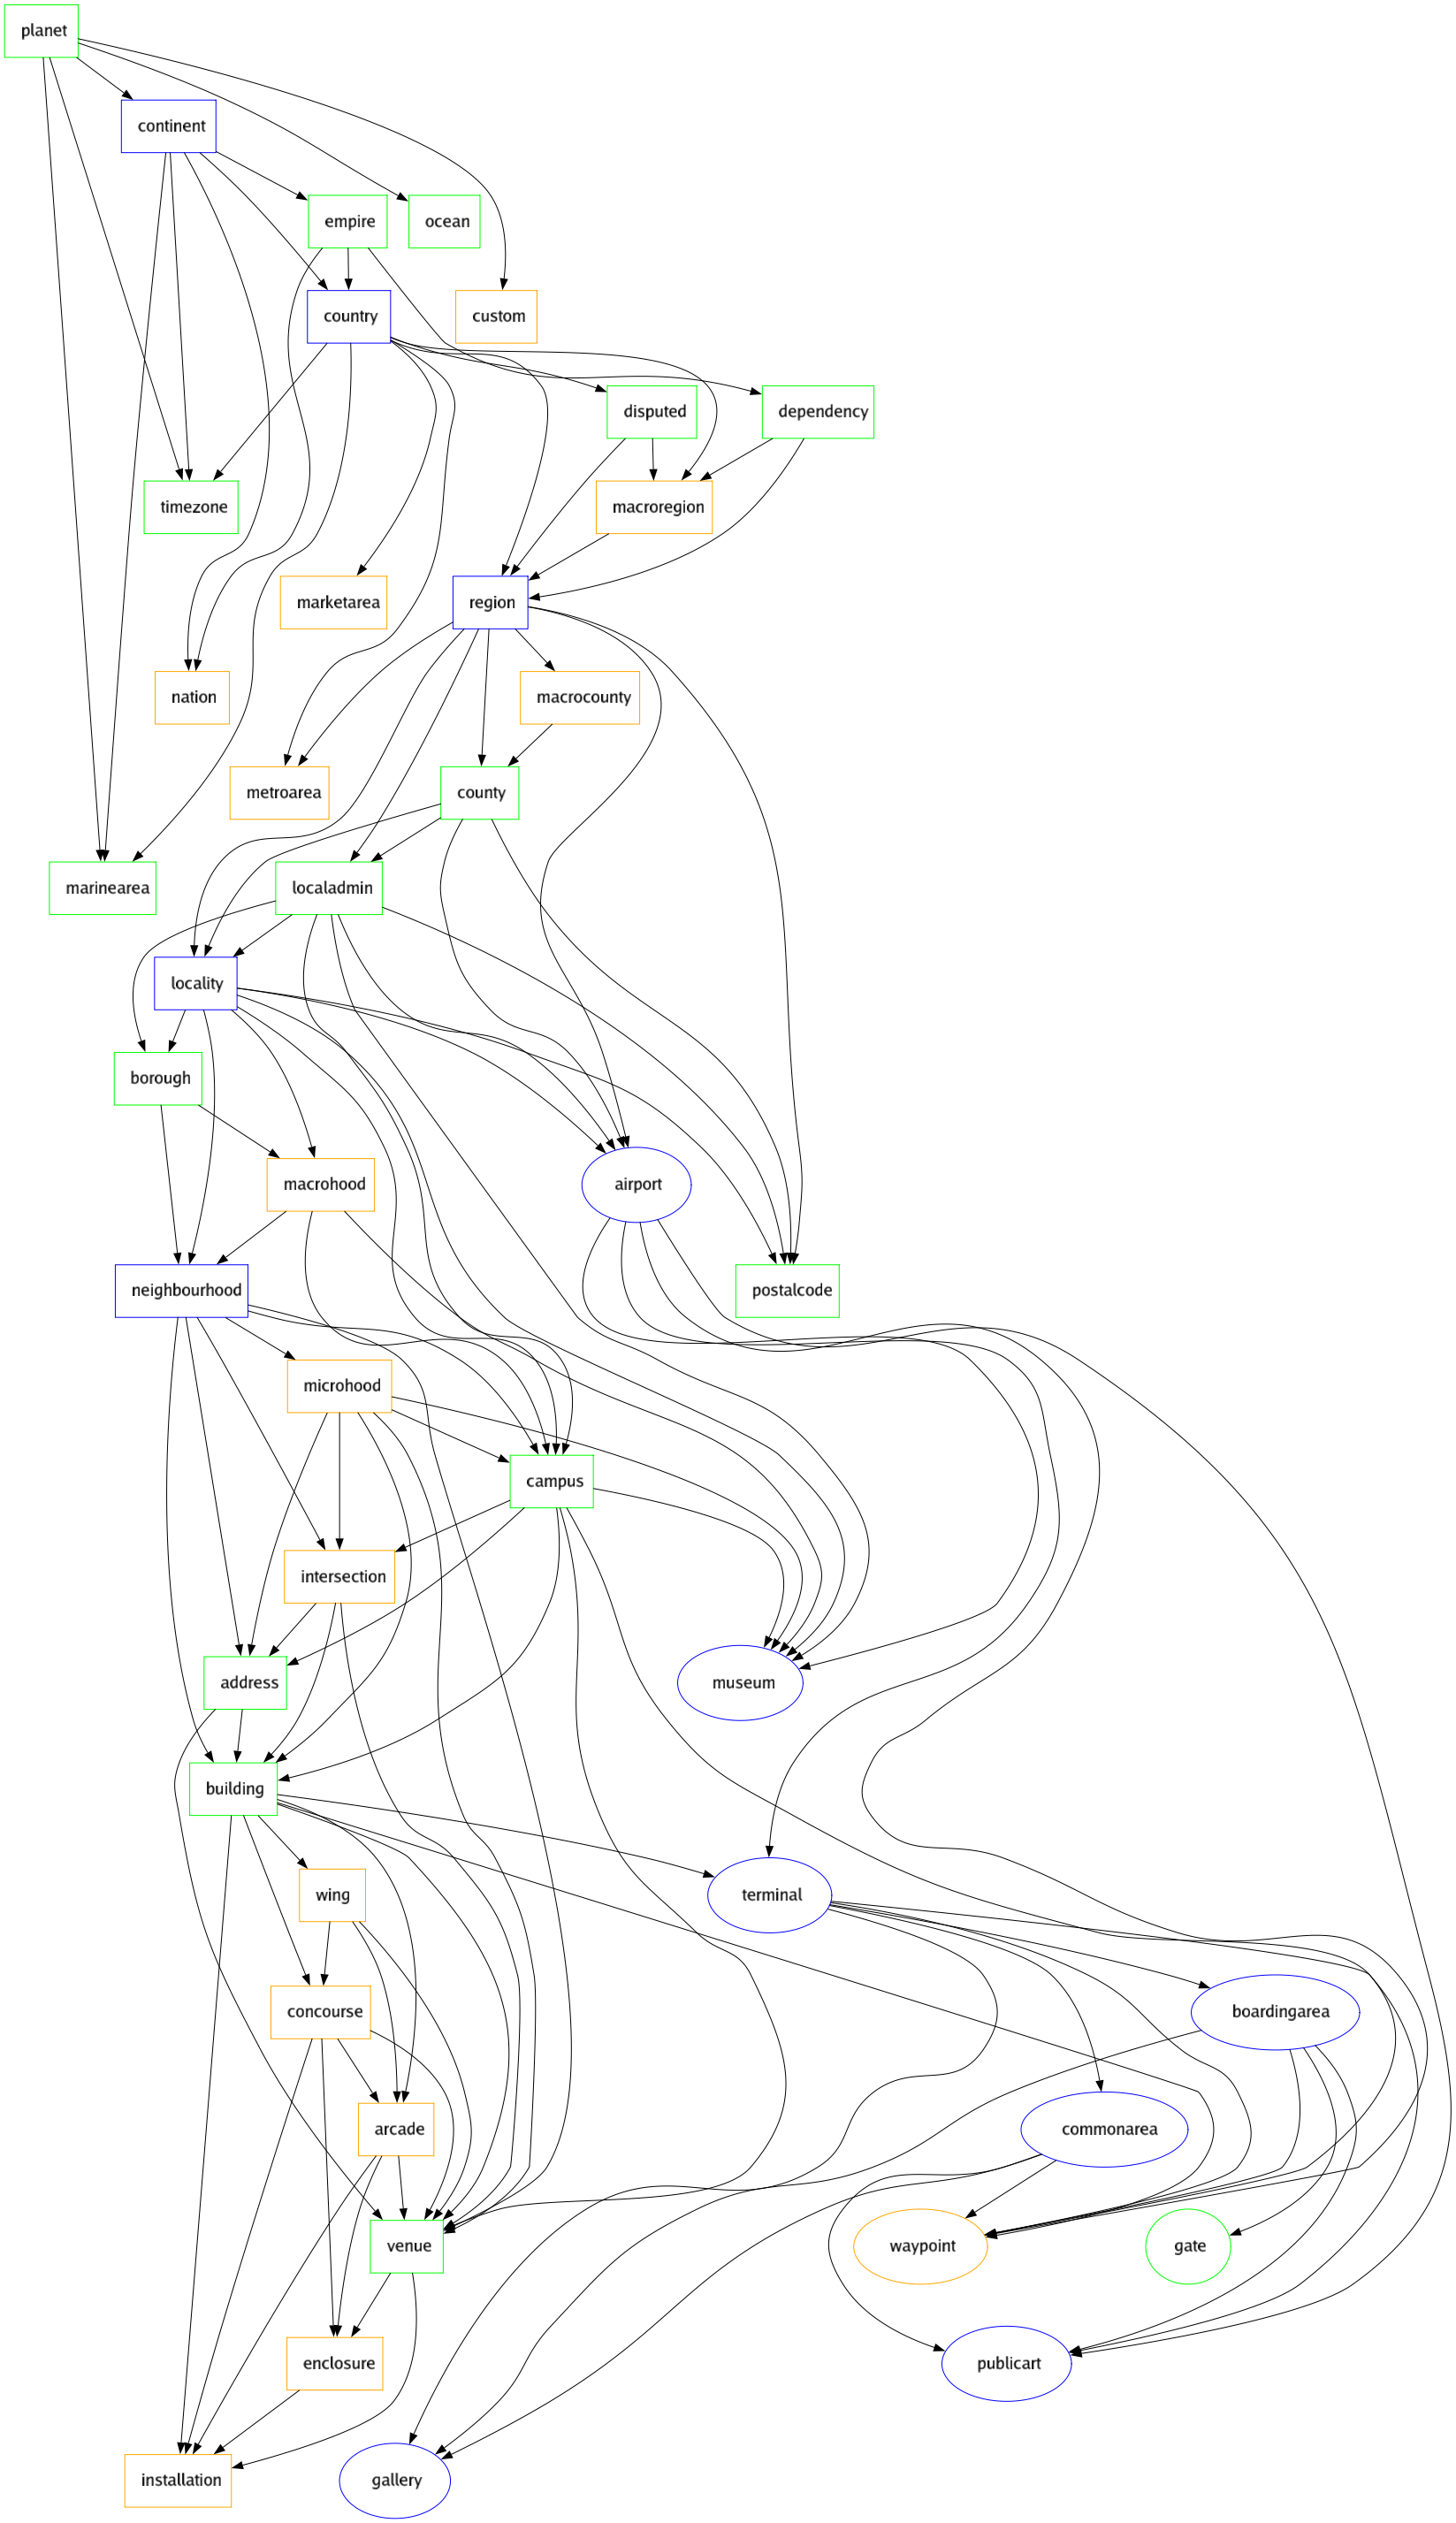 planet
continent
empire
ocean
country
custom
disputed
dependency
timezone
macroregion
marketarea
region
nation
macrocounty
metroarea
county
marinearea
localadmin
locality
borough
macrohood
airport
neighbourhood
postalcode
microhood
campus
intersection
address
museum
building
wing
terminal
concourse
boardingarea
arcade
commonarea
venue
waypoint
gate
enclosure
publicart
installation
gallery